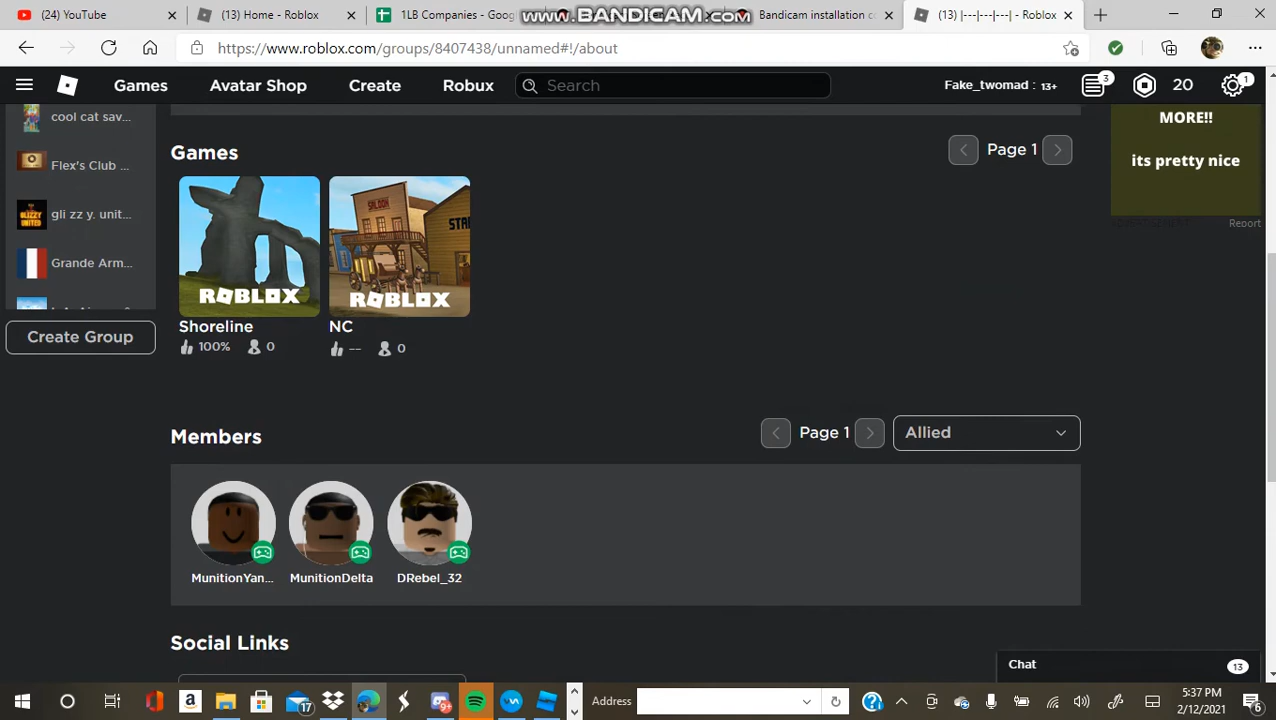 (24) YouTube
(13) Home - Roblox
1LB Companies - Goog
www.BANDICAM.com
Bandicam installation co
(13) |---|---|---| - Roblox
https://www.roblox.com/groups/8407438/unnamed#!/about
Games
Avatar Shop
Create
Robux
Search
Fake_twomad : 13+
3
20
1
cool cat sav...
Flex's Club ...
gli zz y. unit...
Grande Arm...
Create Group
MORE!!
its pretty nice
Report
Games
Page 1
SALOON
ROBLOX
ROBLOX
Shoreline
NC
100%
0
--
0
Members
Page 1
Allied
MunitionYan...
MunitionDelta
DRebel_32
Social Links
Chat
13
17
9+
Address
5:37 PM
2/12/2021
6